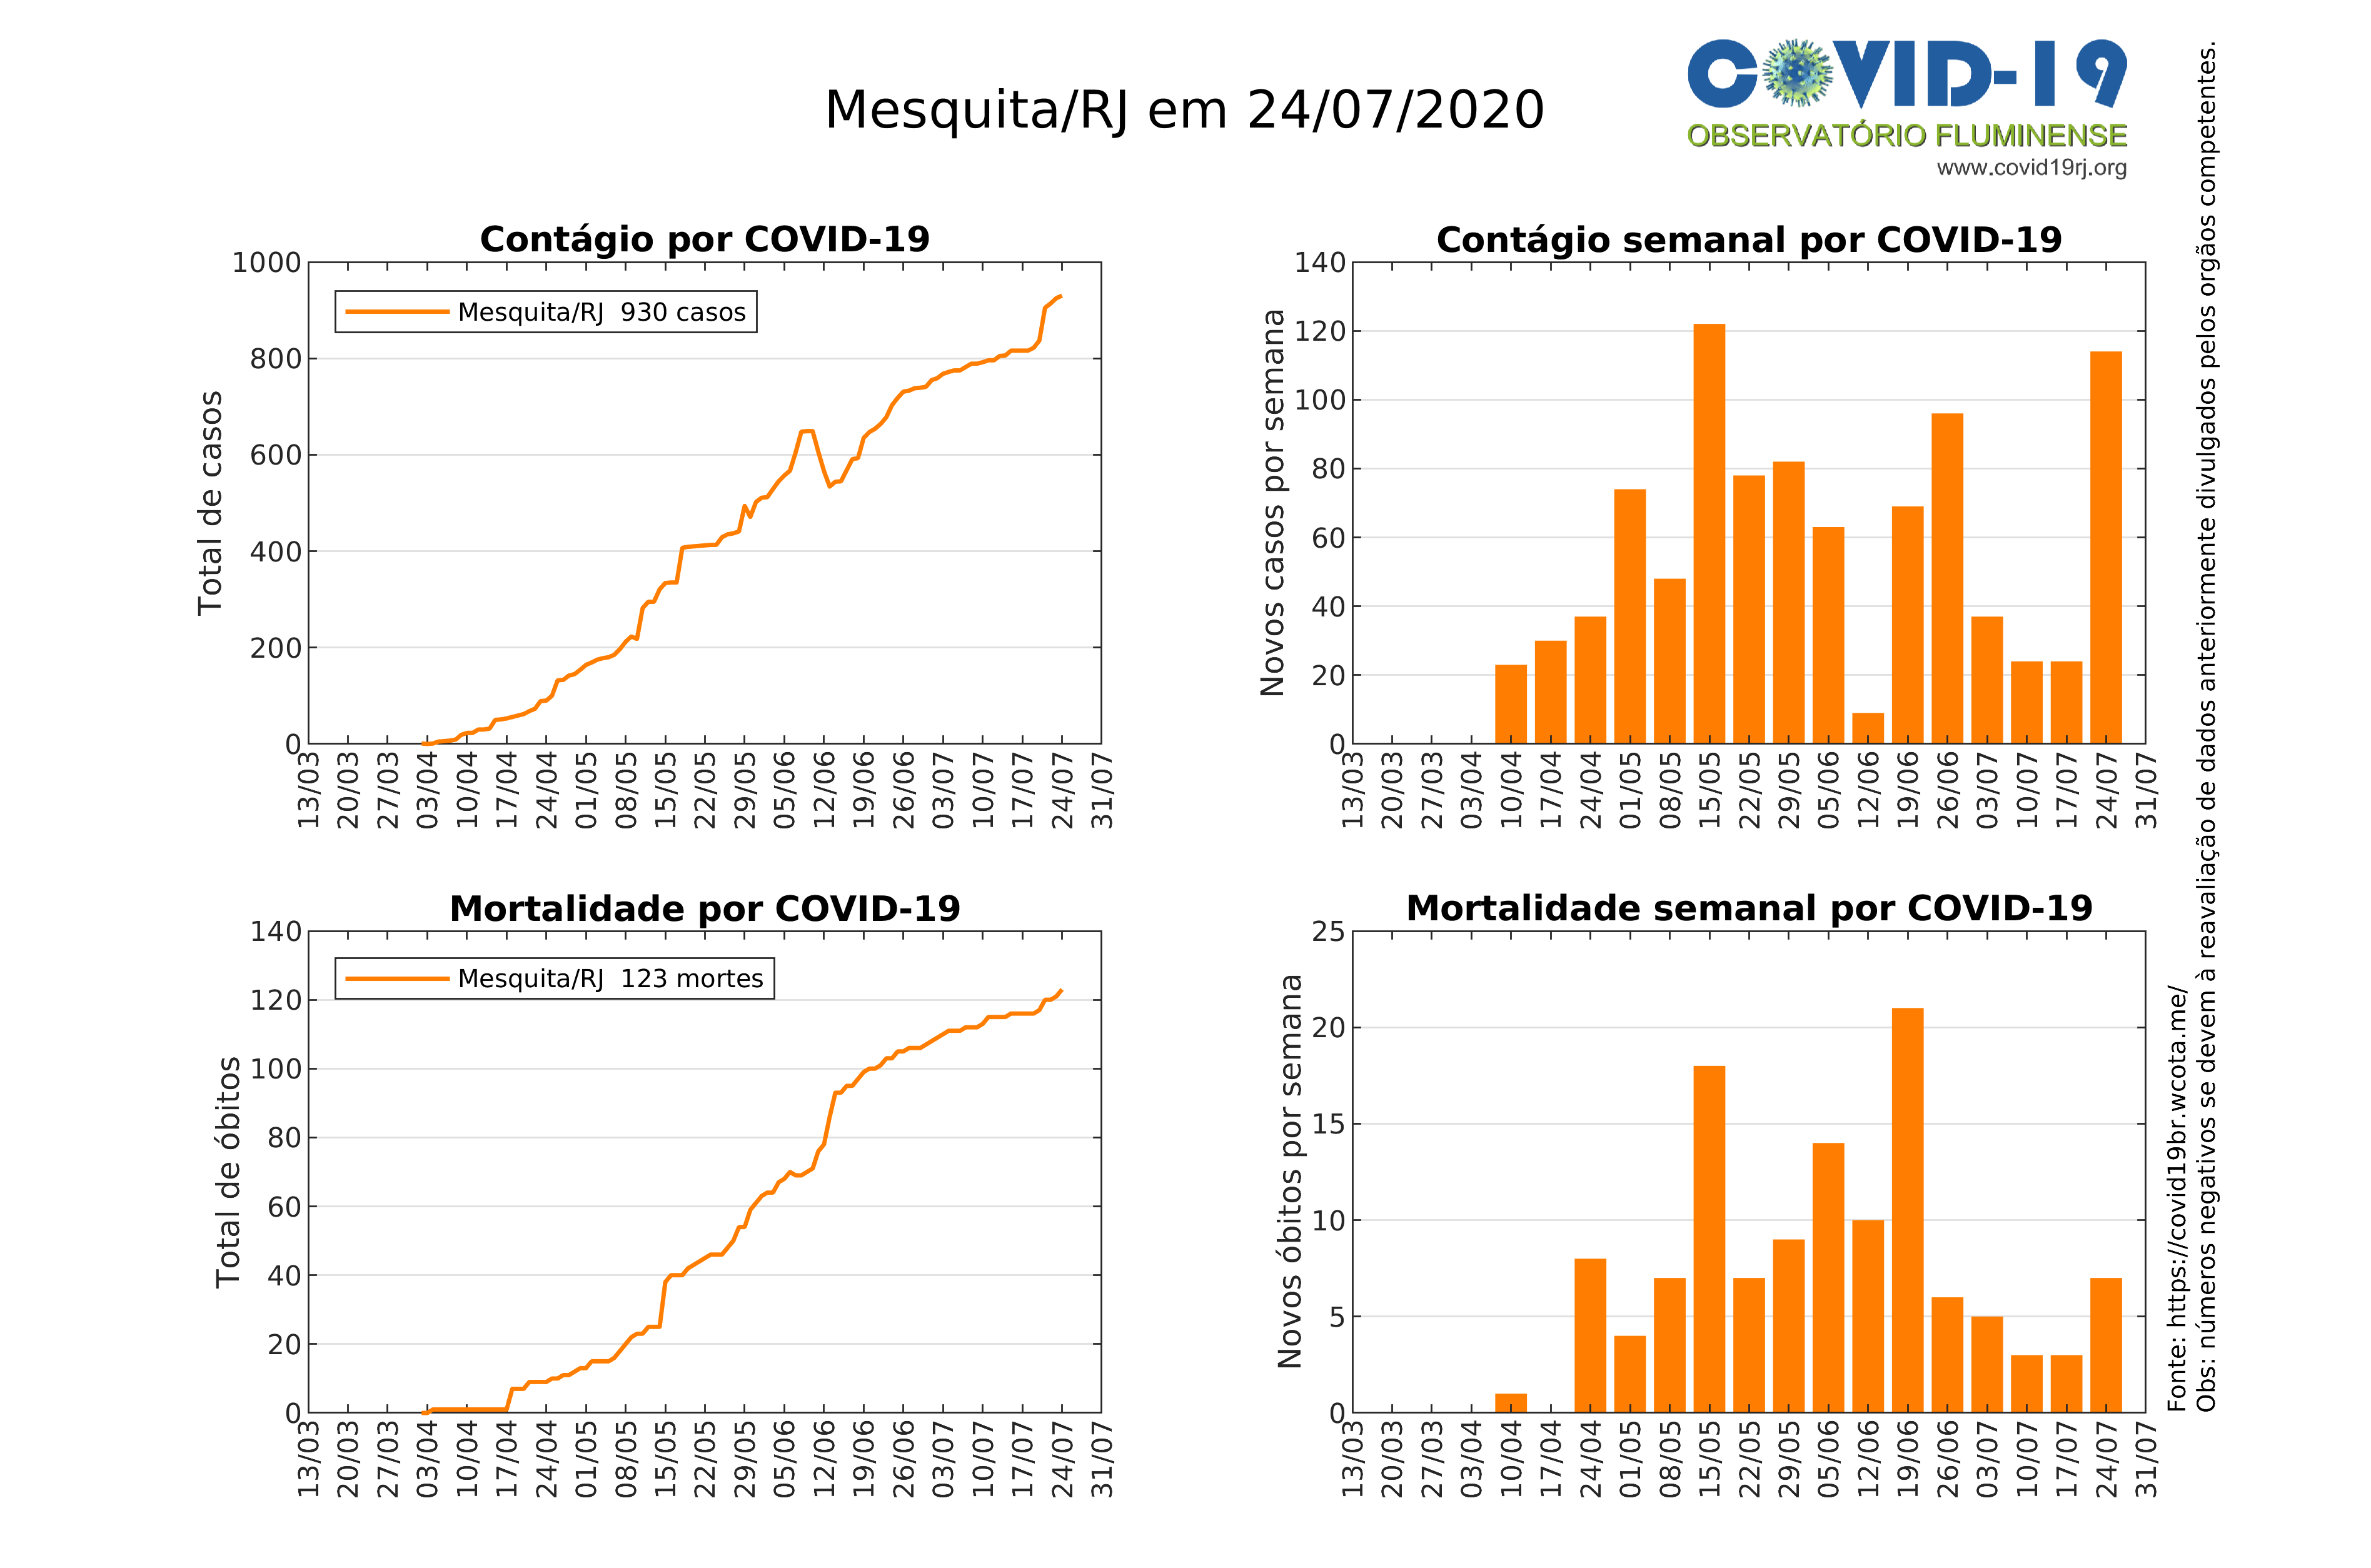 Mesquita/RJ em 24/07/2020
COVID-19
OBSERVATÓRIO FLUMINENSE
www.covid19rj.org
Contágio por COVID-19
Total de casos
1000
800
600
400
200
0
Mesquita/RJ 930 casos
13/03 20/03 27/03 03/04 10/04 17/04 24/04 01/05 08/05 15/05 22/05 29/05 05/06 12/06 19/06 26/06 03/07 10/07 17/07 24/07 31/07
Contágio semanal por COVID-19
Novos casos por semana
140
120
100
80
60
40
20
0
13/03 20/03 27/03 03/04 10/04 17/04 24/04 01/05 08/05 15/05 22/05 29/05 05/06 12/06 19/06 26/06 03/07 10/07 17/07 24/07 31/07
Mortalidade por COVID-19
Total de óbitos
140
120
100
80
60
40
20
0
Mesquita/RJ 123 mortes
13/03 20/03 27/03 03/04 10/04 17/04 24/04 01/05 08/05 15/05 22/05 29/05 05/06 12/06 19/06 26/06 03/07 10/07 17/07 24/07 31/07
Mortalidade semanal por COVID-19
Novos óbitos por semana
25
20
15
10
5
0
13/03 20/03 27/03 03/04 10/04 17/04 24/04 01/05 08/05 15/05 22/05 29/05 05/06 12/06 19/06 26/06 03/07 10/07 17/07 24/07 31/07
Fonte: https://covid19br.wcota.me/
Obs: números negativos se devem à reavaliação de dados anteriormente divulgados pelos orgãos competentes.